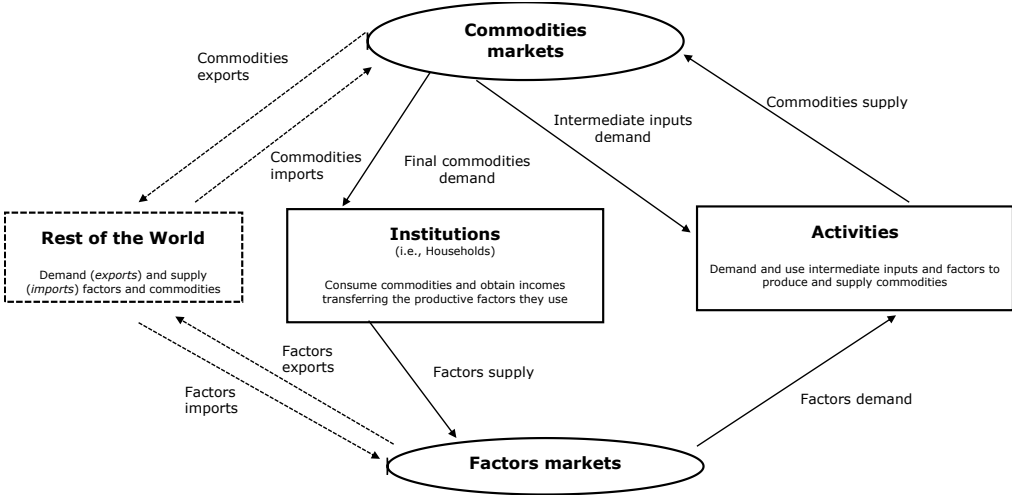 Commodities
markets
Commodities
exports
Commodities supply
Intermediate inputs
demand
Commodities
imports
Final commodities
demand
Rest of the World
Demand (exports) and supply
(imports) factors and commodities
Institutions
(i.e., Households)
Consume commodities and obtain incomes
transferring the productive factors they use
Activities
Demand and use intermediate inputs and factors to
produce and supply commodities
Factors
exports
Factors supply
Factors
imports
Factors demand
Factors markets